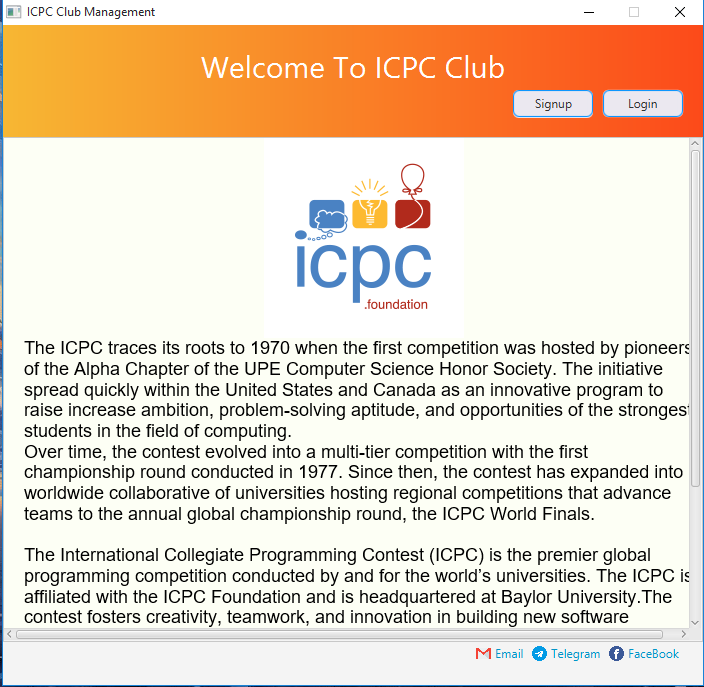 ICPC Club Management
Welcome To ICPC Club
Signup Login
icpc
.foundation
The ICPC traces its roots to 1970 when the first competition was hosted by pioneers
of the Alpha Chapter of the UPE Computer Science Honor Society. The initiative
spread quickly within the United States and Canada as an innovative program to
raise increase ambition, problem-solving aptitude, and opportunities of the strongest
students in the field of computing.
Over time, the contest evolved into a multi-tier competition with the first
championship round conducted in 1977. Since then, the contest has expanded into
worldwide collaborative of universities hosting regional competitions that advance
teams to the annual global championship round, the ICPC World Finals.
The International Collegiate Programming Contest (ICPC) is the premier global
programming competition conducted by and for the world’s universities. The ICPC is
affiliated with the ICPC Foundation and is headquartered at Baylor University.The
contest fosters creativity, teamwork, and innovation in building new software
Email Telegram FaceBook